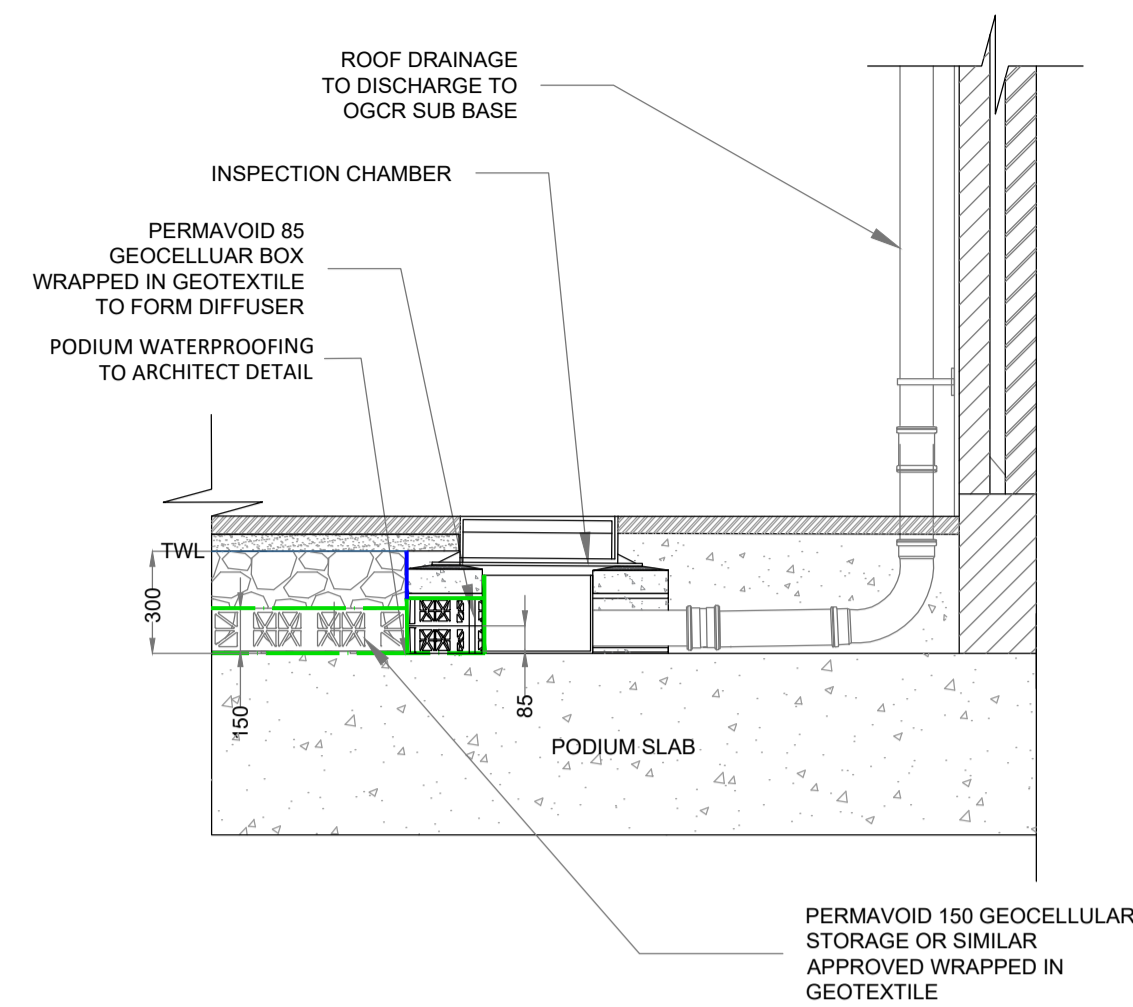 ROOF DRAINAGE
TO DISCHARGE TO
OGCR SUB BASE
INSPECTION CHAMBER
PERMAVOID 85
GEOCELLUAR BOX
WRAPPED IN GEOTEXTILE
TO FORM DIFFUSER
PODIUM WATERPROOFING
TO ARCHITECT DETAIL
TWL
300
150
85
PODIUM SLAB
PERMAVOID 150 GEOCELLULAR
STORAGE OR SIMILAR
APPROVED WRAPPED IN
GEOTEXTILE